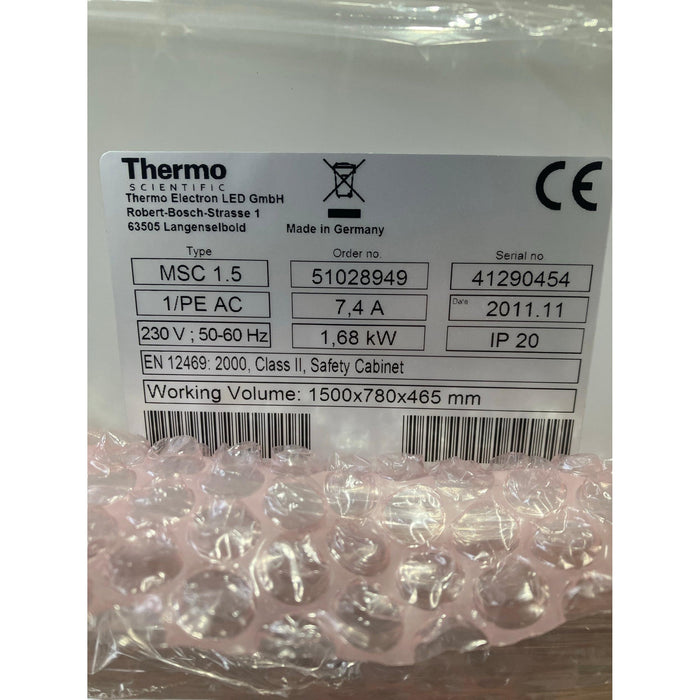 Thermo
SCIENTIFIC
Thermo Electron LED GmbH
Robert-Bosch-Strasse 1
63505 Langenselbold
Made in Germany
CE
Type Order no. Serial no
MSC 1.5 51028949 41290454
1/PE AC 7,4 A Date 2011.11
230 V ; 50-60 Hz 1,68 kW IP 20
EN 12469: 2000, Class II, Safety Cabinet
Working Volume: 1500x780x465 mm